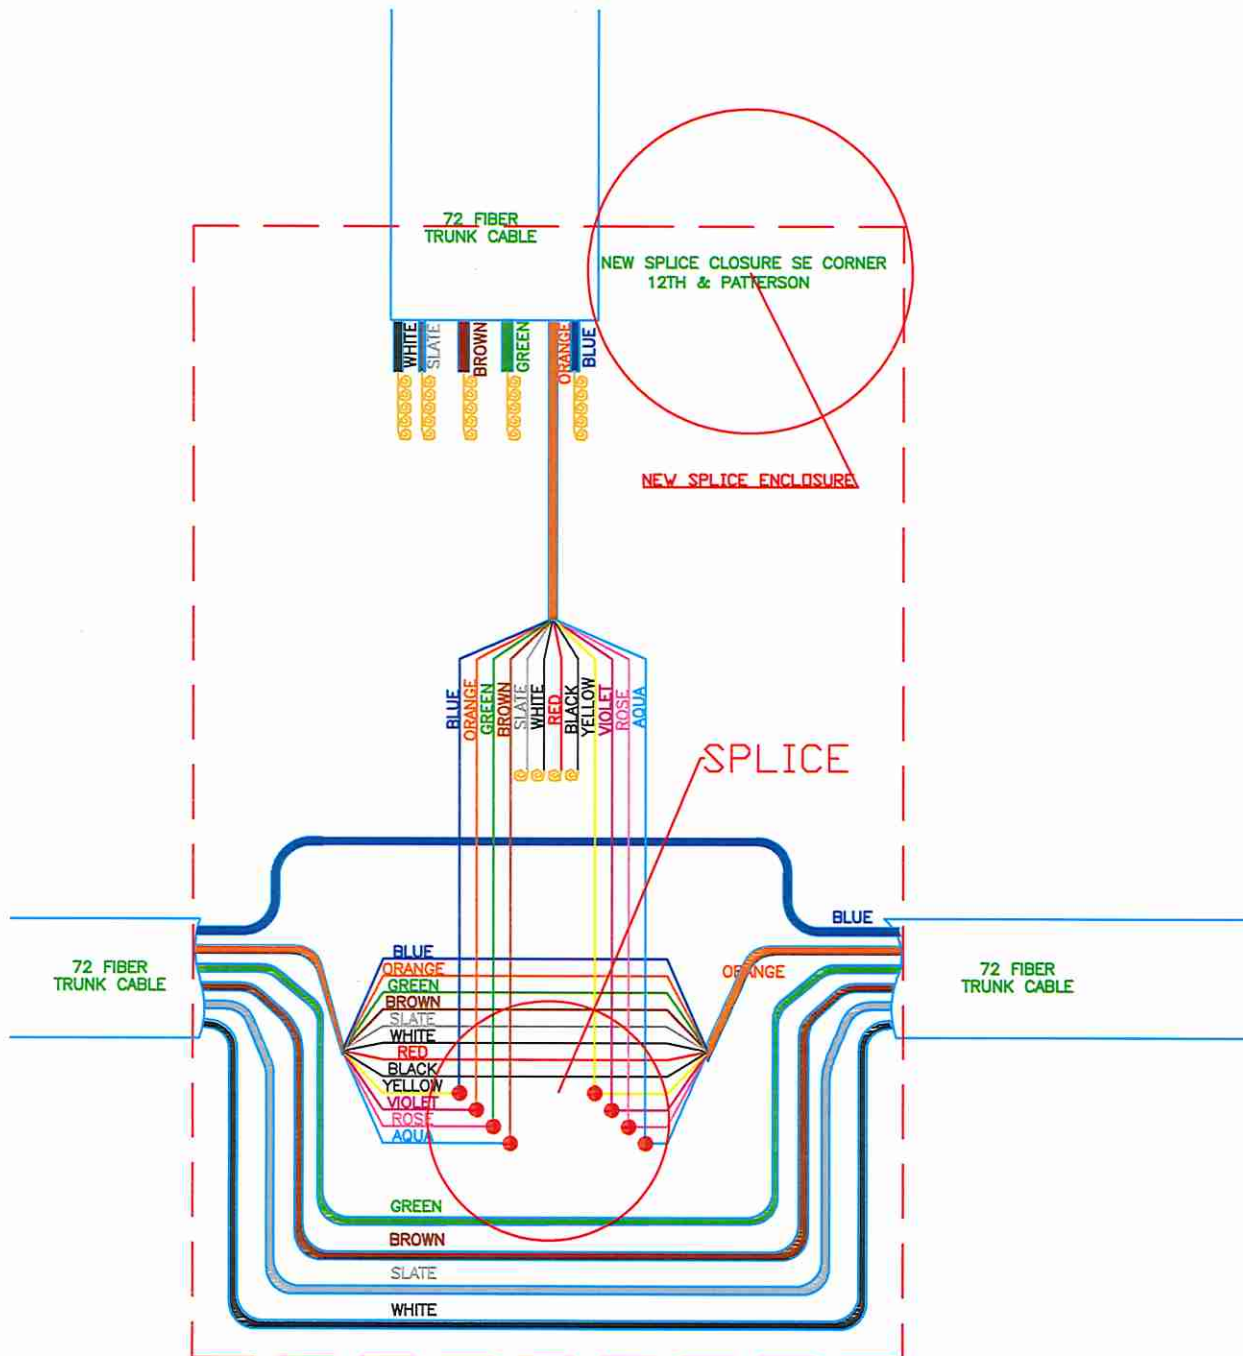 72 FIBER
TRUNK CABLE
NEW SPLICE CLOSURE SE CORNER
12TH & PATTERSON
WHITE
SLATE
BROWN
GREEN
ORANGE
BLUE
NEW SPLICE ENCLOSURE
BLUE
ORANGE
GREEN
BROWN
SLATE
WHITE
RED
BLACK
YELLOW
VIOLET
ROSE
AQUA
SPLICE
BLUE
72 FIBER
TRUNK CABLE
BLUE
ORANGE
GREEN
BROWN
SLATE
WHITE
RED
BLACK
YELLOW
VIOLET
ROSE
AQUA
ORANGE
72 FIBER
TRUNK CABLE
GREEN
BROWN
SLATE
WHITE